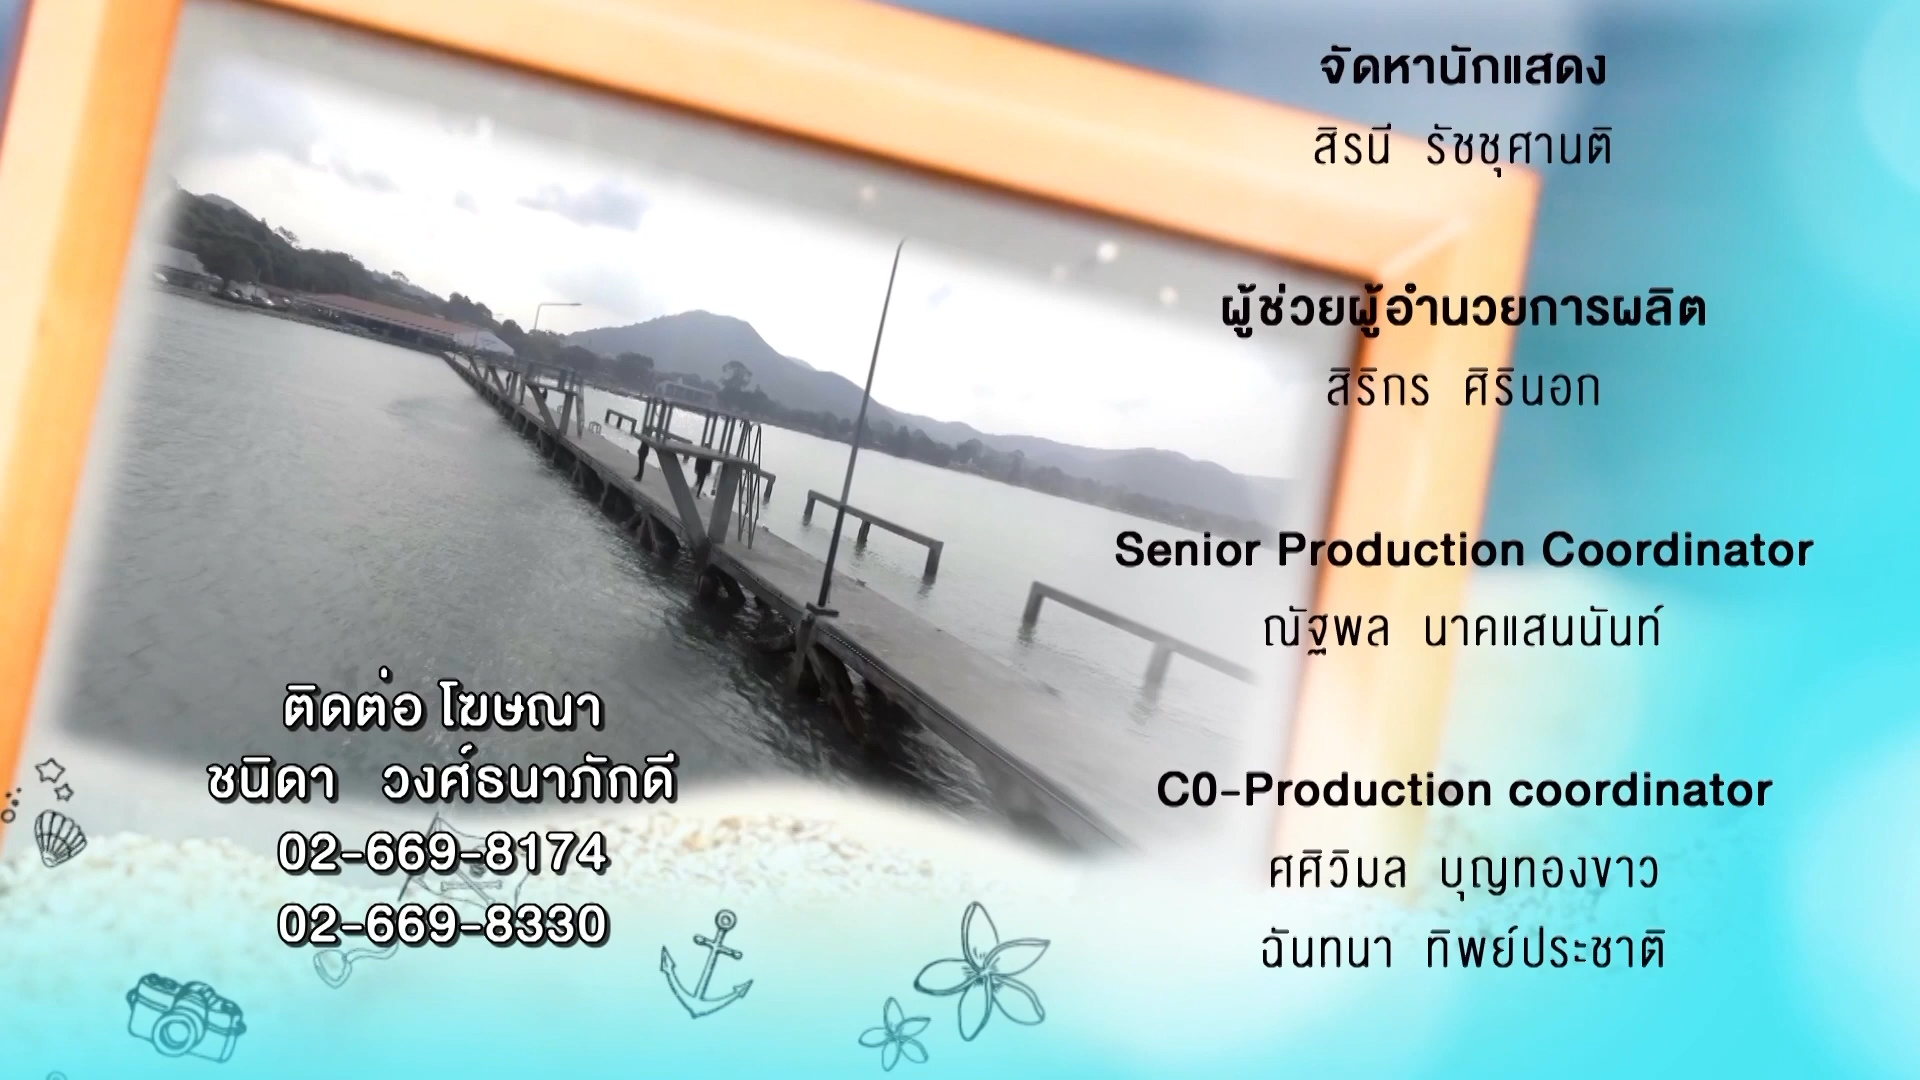 จัดหานักแสดง
สิรนี รัชชุศานติ
ผู้ช่วยผู้อำนวยการผลิต
สิริกร ศิรินอก
Senior Production Coordinator
ณัฐพล นาคแสนนันท์
C0-Production coordinator
ศศิวิมล บุญทองขาว
ฉันทนา ทิพย์ประชาติ
ติดต่อ โฆษณา
ชนิดา วงศ์ธนาภักดี
02-669-8174
02-669-8330